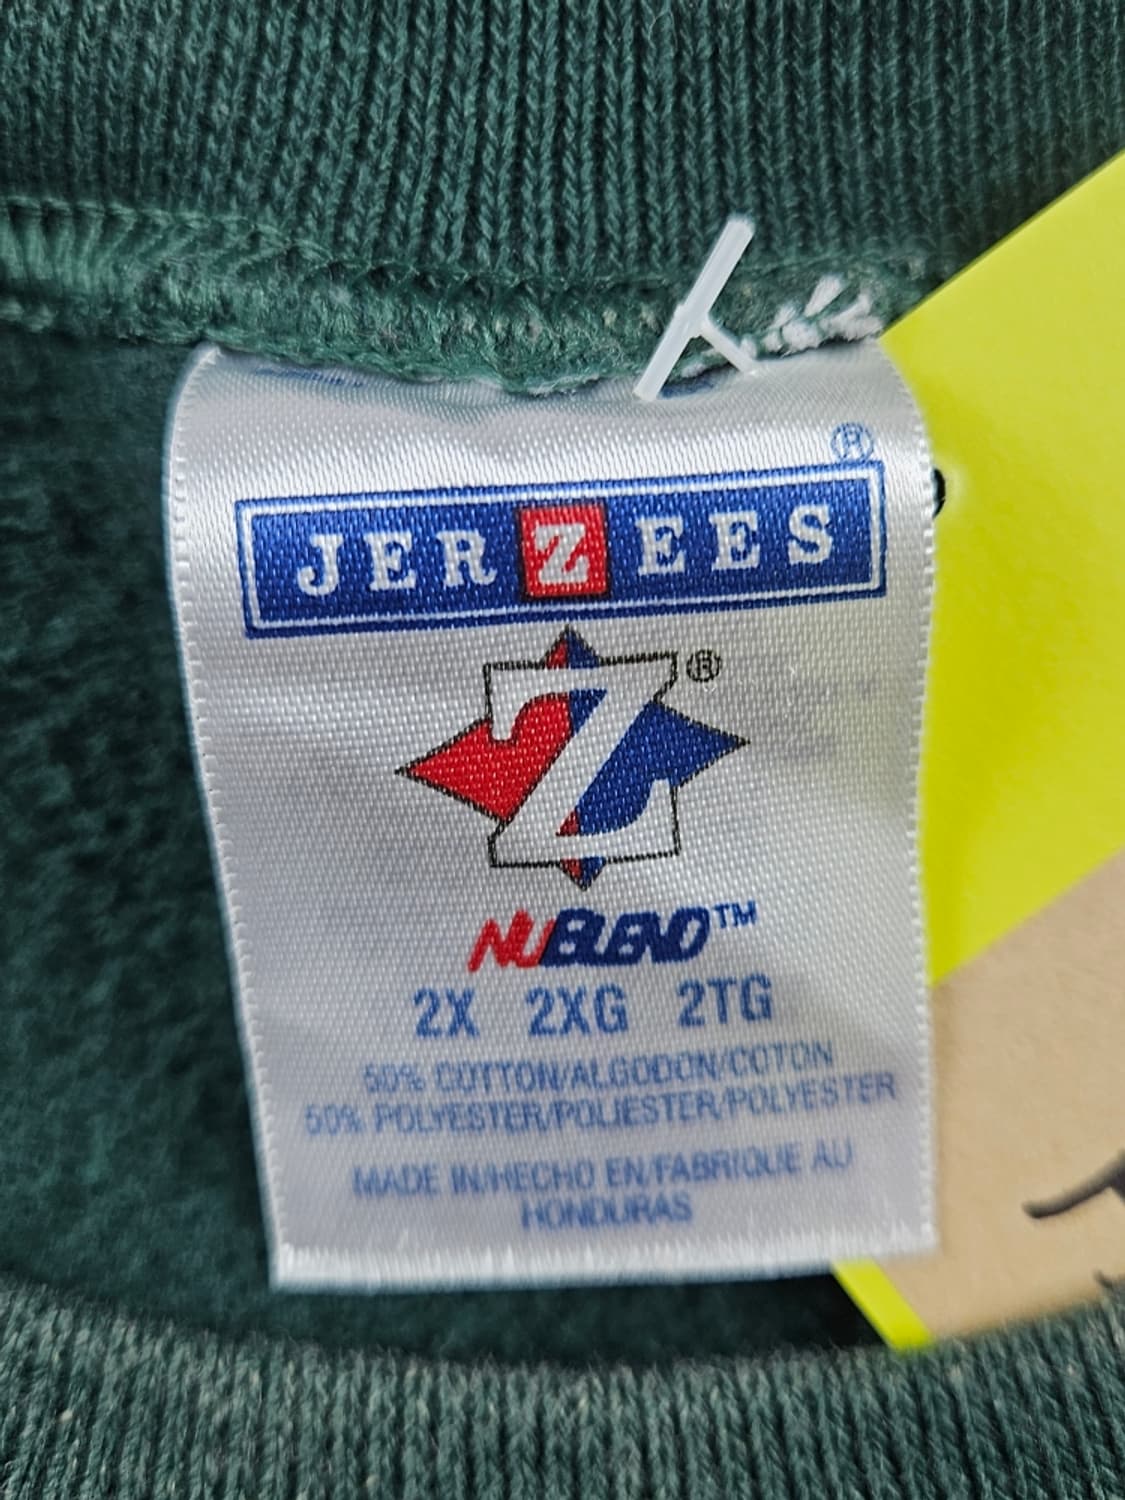 JERZEES®
Z®
NUBLEND™
2X 2XG 2TG
50% COTTON/ALGODON/COTON
50% POLYESTER/POLIESTER/POLYESTER
MADE IN/HECHO EN/FABRIQUE AU
HONDURAS